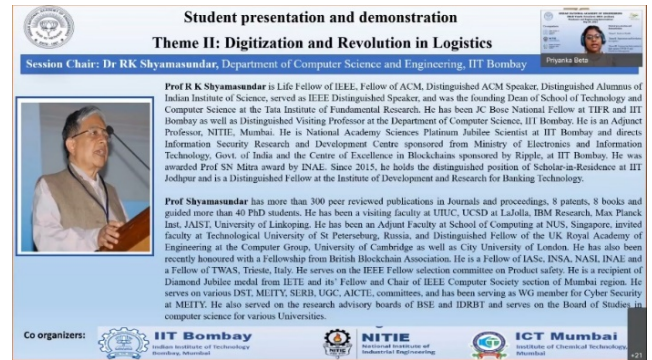 Student presentation and demonstration
Theme II: Digitization and Revolution in Logistics
Session Chair: Dr RK Shyamasundar, Department of Computer Science and Engineering, IIT Bombay
Priyanka Beta
Prof R K Shyamasundar is Life Fellow of IEEE, Fellow of ACM, Distinguished ACM Speaker, Distinguished Alumnus of
Indian Institute of Science, served as IEEE Distinguished Speaker, and was the founding Dean of School of Technology and
Computer Science at the Tata Institute of Fundamental Research. He has been JC Bose National Fellow at TIFR and IIT
Bombay as well as Distinguished Visiting Professor at the Department of Computer Science, IIT Bombay. He is an Adjunct
Professor, NITIE, Mumbai. He is National Academy Sciences Platinum Jubilee Scientist at IIT Bombay and directs
Information Security Research and Development Centre sponsored from Ministry of Electronics and Information
Technology, Govt. of India and the Centre of Excellence in Blockchains sponsored by Ripple, at IIT Bombay. He was
awarded Prof SN Mitra award by INAE. Since 2015, he holds the distinguished position of Scholar-in-Residence at IIT
Jodhpur and is a Distinguished Fellow at the Institute of Development and Research for Banking Technology.
Prof Shyamasundar has more than 300 peer reviewed publications in Journals and proceedings, 8 patents, 8 books and
guided more than 40 PhD students. He has been a visiting faculty at UIUC, UCSD at LaJolla, IBM Research, Max Planck
Inst, JAIST, University of Linkoping. He has been an Adjunct Faculty at School of Computing at NUS, Singapore, invited
faculty at Technological University of St Petersburg, Russia, and Distinguished Fellow of the UK Royal Academy of
Engineering at the Computer Group, University of Cambridge as well as City University of London. He has also been
recently honoured with a Fellowship from British Blockchain Association. He is a Fellow of IASc, INSA, NASI, INAE and
a Fellow of TWAS, Trieste, Italy. He serves on the IEEE Fellow selection committee on Product safety. He is a recipient of
Diamond Jubilee medal from IETE and its' Fellow and Chair of IEEE Computer Society section of Mumbai region. He
serves on various DST, MEITY, SERB, UGC, AICTE, committees, and has been serving as WG member for Cyber Security
at MEITY. He also served on the research advisory boards of BSE and IDRBT and serves on the Board of Studies in
computer science for various Universities.
Co organizers:
IIT Bombay
Indian Institute of Technology
Bombay, Mumbai
NITIE
National Institute of
Industrial Engineering
ICT Mumbai
Institute of Chemical Technology,
Mumbai
+21